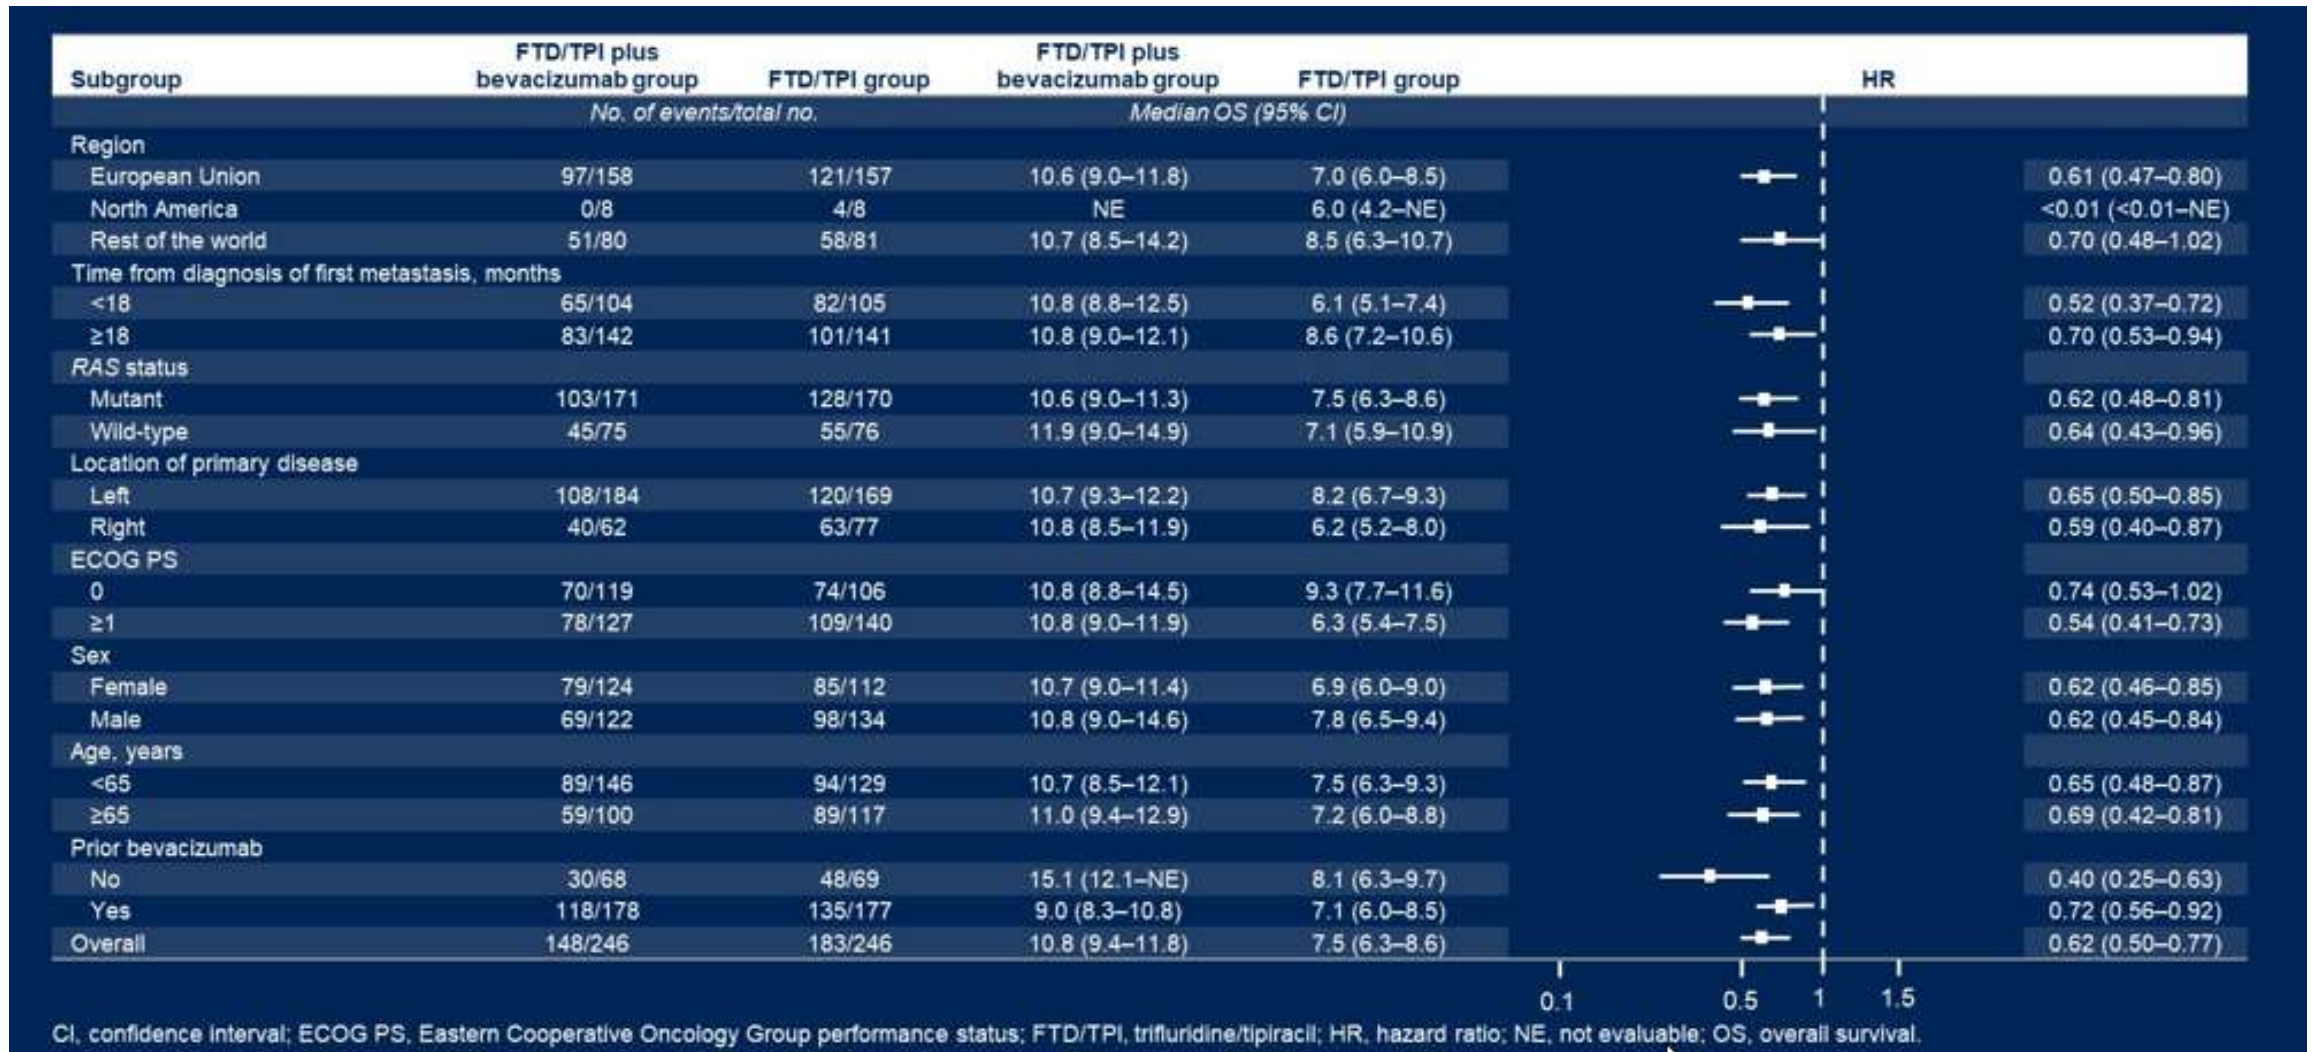 FTD/TPI plus FTD/TPI plus
Subgroup bevacizumab group FTD/TPI group bevacizumab group FTD/TPI group HR
No. of events/total no. Median OS (95% CI)
Region
European Union 97/158 121/157 10.6 (9.0–11.8) 7.0 (6.0–8.5) 0.61 (0.47–0.80)
North America 0/8 4/8 NE 6.0 (4.2–NE) <0.01 (<0.01–NE)
Rest of the world 51/80 58/81 10.7 (8.5–14.2) 8.5 (6.3–10.7) 0.70 (0.48–1.02)
Time from diagnosis of first metastasis, months
<18 65/104 82/105 10.8 (8.8–12.5) 6.1 (5.1–7.4) 0.52 (0.37–0.72)
≥18 83/142 101/141 10.8 (9.0–12.1) 8.6 (7.2–10.6) 0.70 (0.53–0.94)
RAS status
Mutant 103/171 128/170 10.6 (9.0–11.3) 7.5 (6.3–8.6) 0.62 (0.48–0.81)
Wild-type 45/75 55/76 11.9 (9.0–14.9) 7.1 (5.9–10.9) 0.64 (0.43–0.96)
Location of primary disease
Left 108/184 120/169 10.7 (9.3–12.2) 8.2 (6.7–9.3) 0.65 (0.50–0.85)
Right 40/62 63/77 10.8 (8.5–11.9) 6.2 (5.2–8.0) 0.59 (0.40–0.87)
ECOG PS
0 70/119 74/106 10.8 (8.8–14.5) 9.3 (7.7–11.6) 0.74 (0.53–1.02)
≥1 78/127 109/140 10.8 (9.0–11.9) 6.3 (5.4–7.5) 0.54 (0.41–0.73)
Sex
Female 79/124 85/112 10.7 (9.0–11.4) 6.9 (6.0–9.0) 0.62 (0.46–0.85)
Male 69/122 98/134 10.8 (9.0–14.6) 7.8 (6.5–9.4) 0.62 (0.45–0.84)
Age, years
<65 89/146 94/129 10.7 (8.5–12.1) 7.5 (6.3–9.3) 0.65 (0.48–0.87)
≥65 59/100 89/117 11.0 (9.4–12.9) 7.2 (6.0–8.8) 0.69 (0.42–0.81)
Prior bevacizumab
No 30/68 48/69 15.1 (12.1–NE) 8.1 (6.3–9.7) 0.40 (0.25–0.63)
Yes 118/178 135/177 9.0 (8.3–10.8) 7.1 (6.0–8.5) 0.72 (0.56–0.92)
Overall 148/246 183/246 10.8 (9.4–11.8) 7.5 (6.3–8.6) 0.62 (0.50–0.77)
0.1 0.5 1 1.5
CI, confidence interval; ECOG PS, Eastern Cooperative Oncology Group performance status; FTD/TPI, trifluridine/tipiracil; HR, hazard ratio; NE, not evaluable; OS, overall survival.